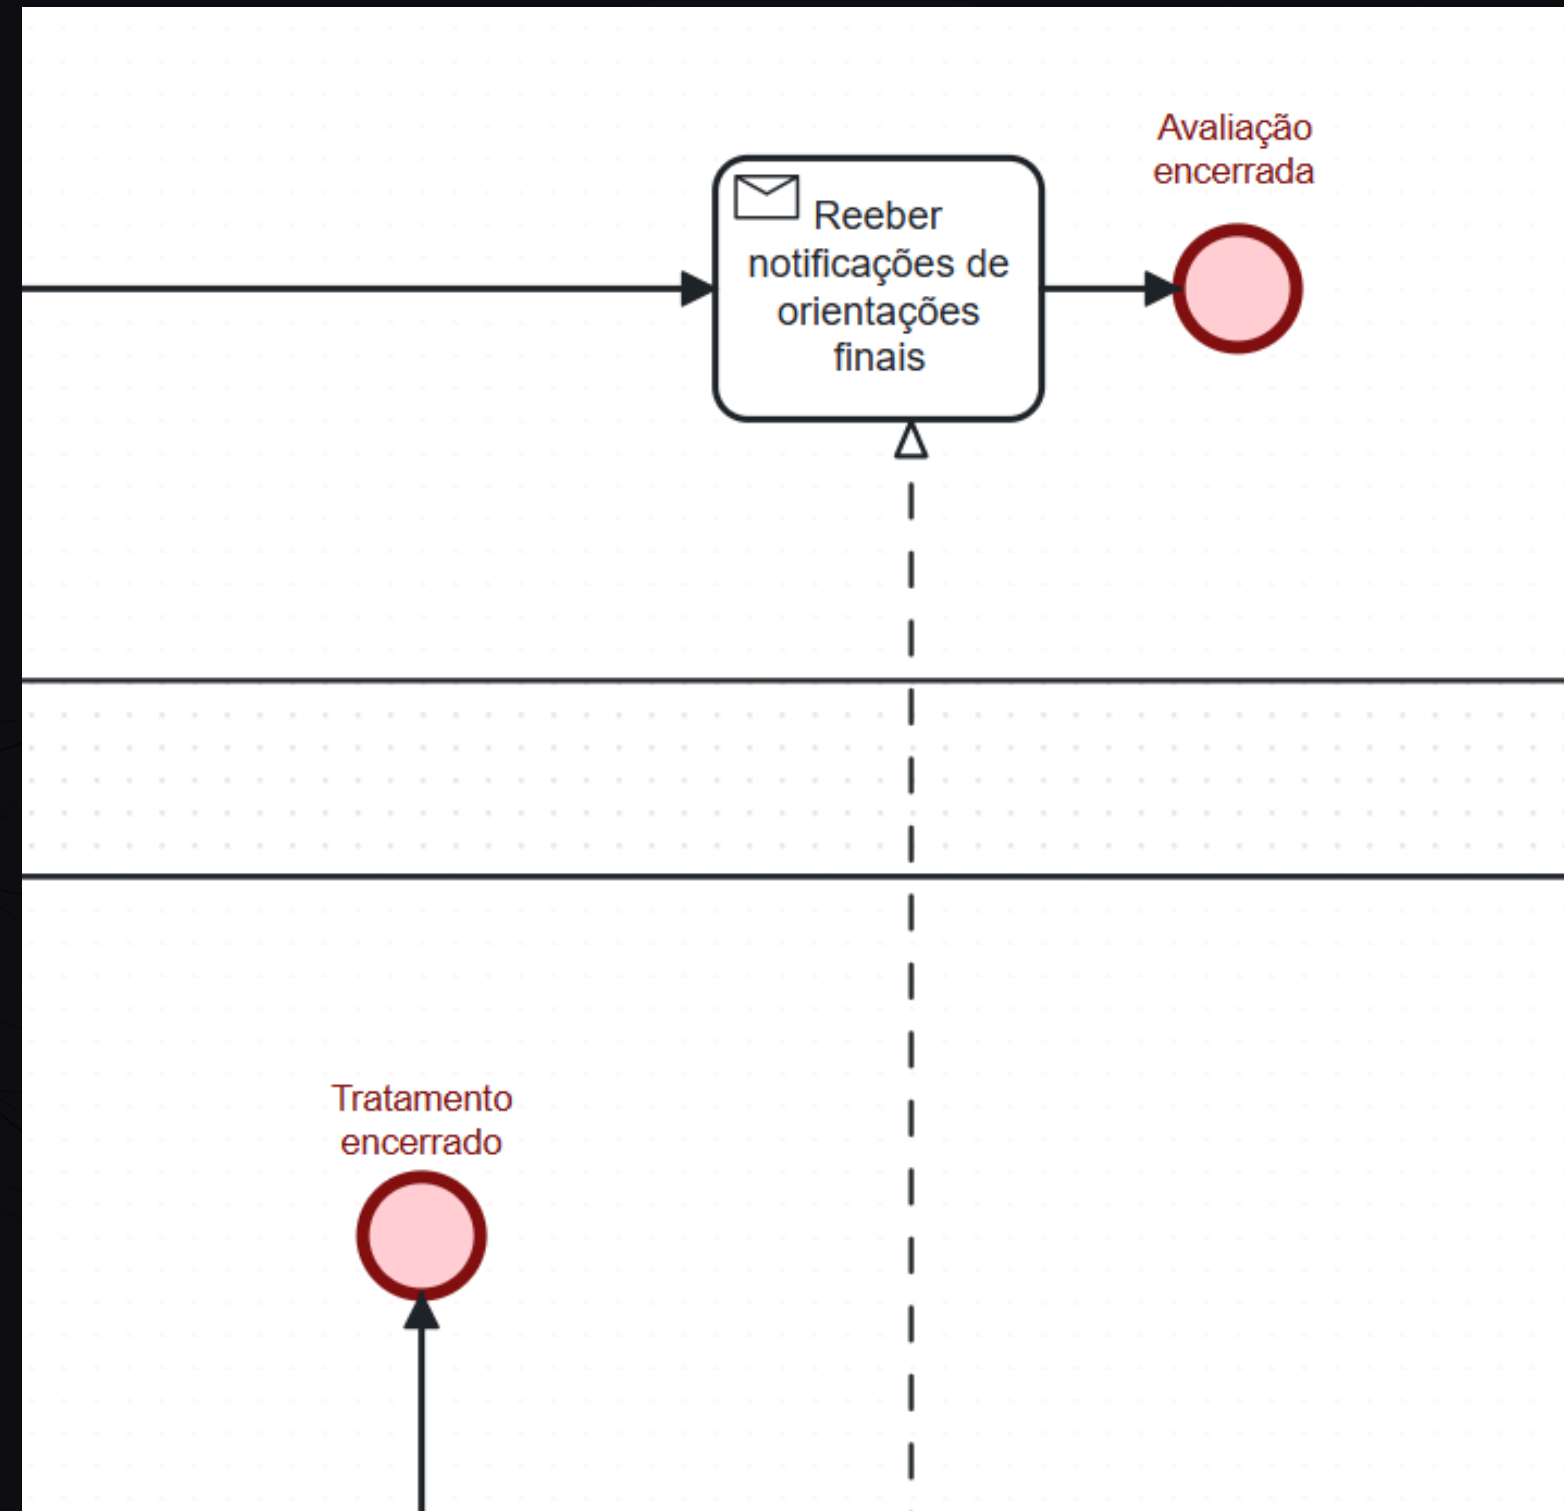 Avaliação
encerrada
Reeber
notificações de
orientações
finais
Tratamento
encerrado